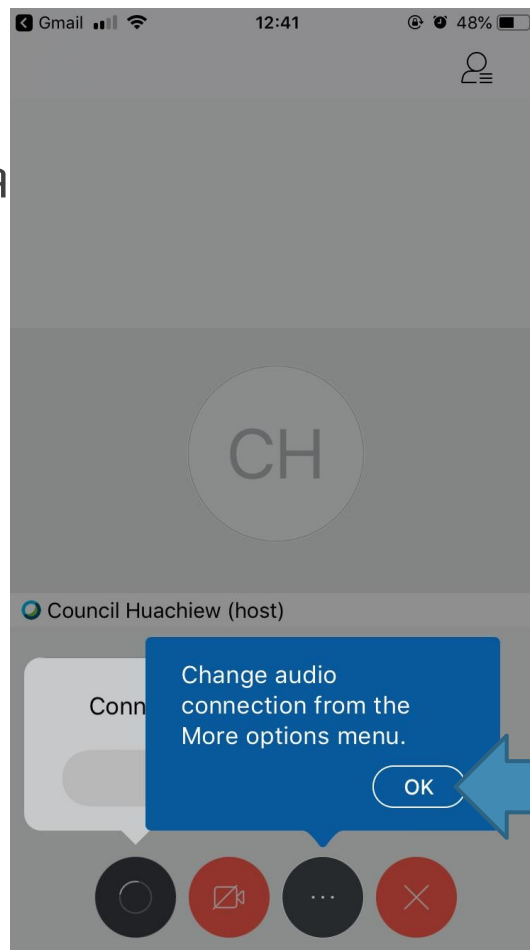 Gmail 12:41 48%
CH
Council Huachiew (host)
Conn
Change audio
connection from the
More options menu.
OK